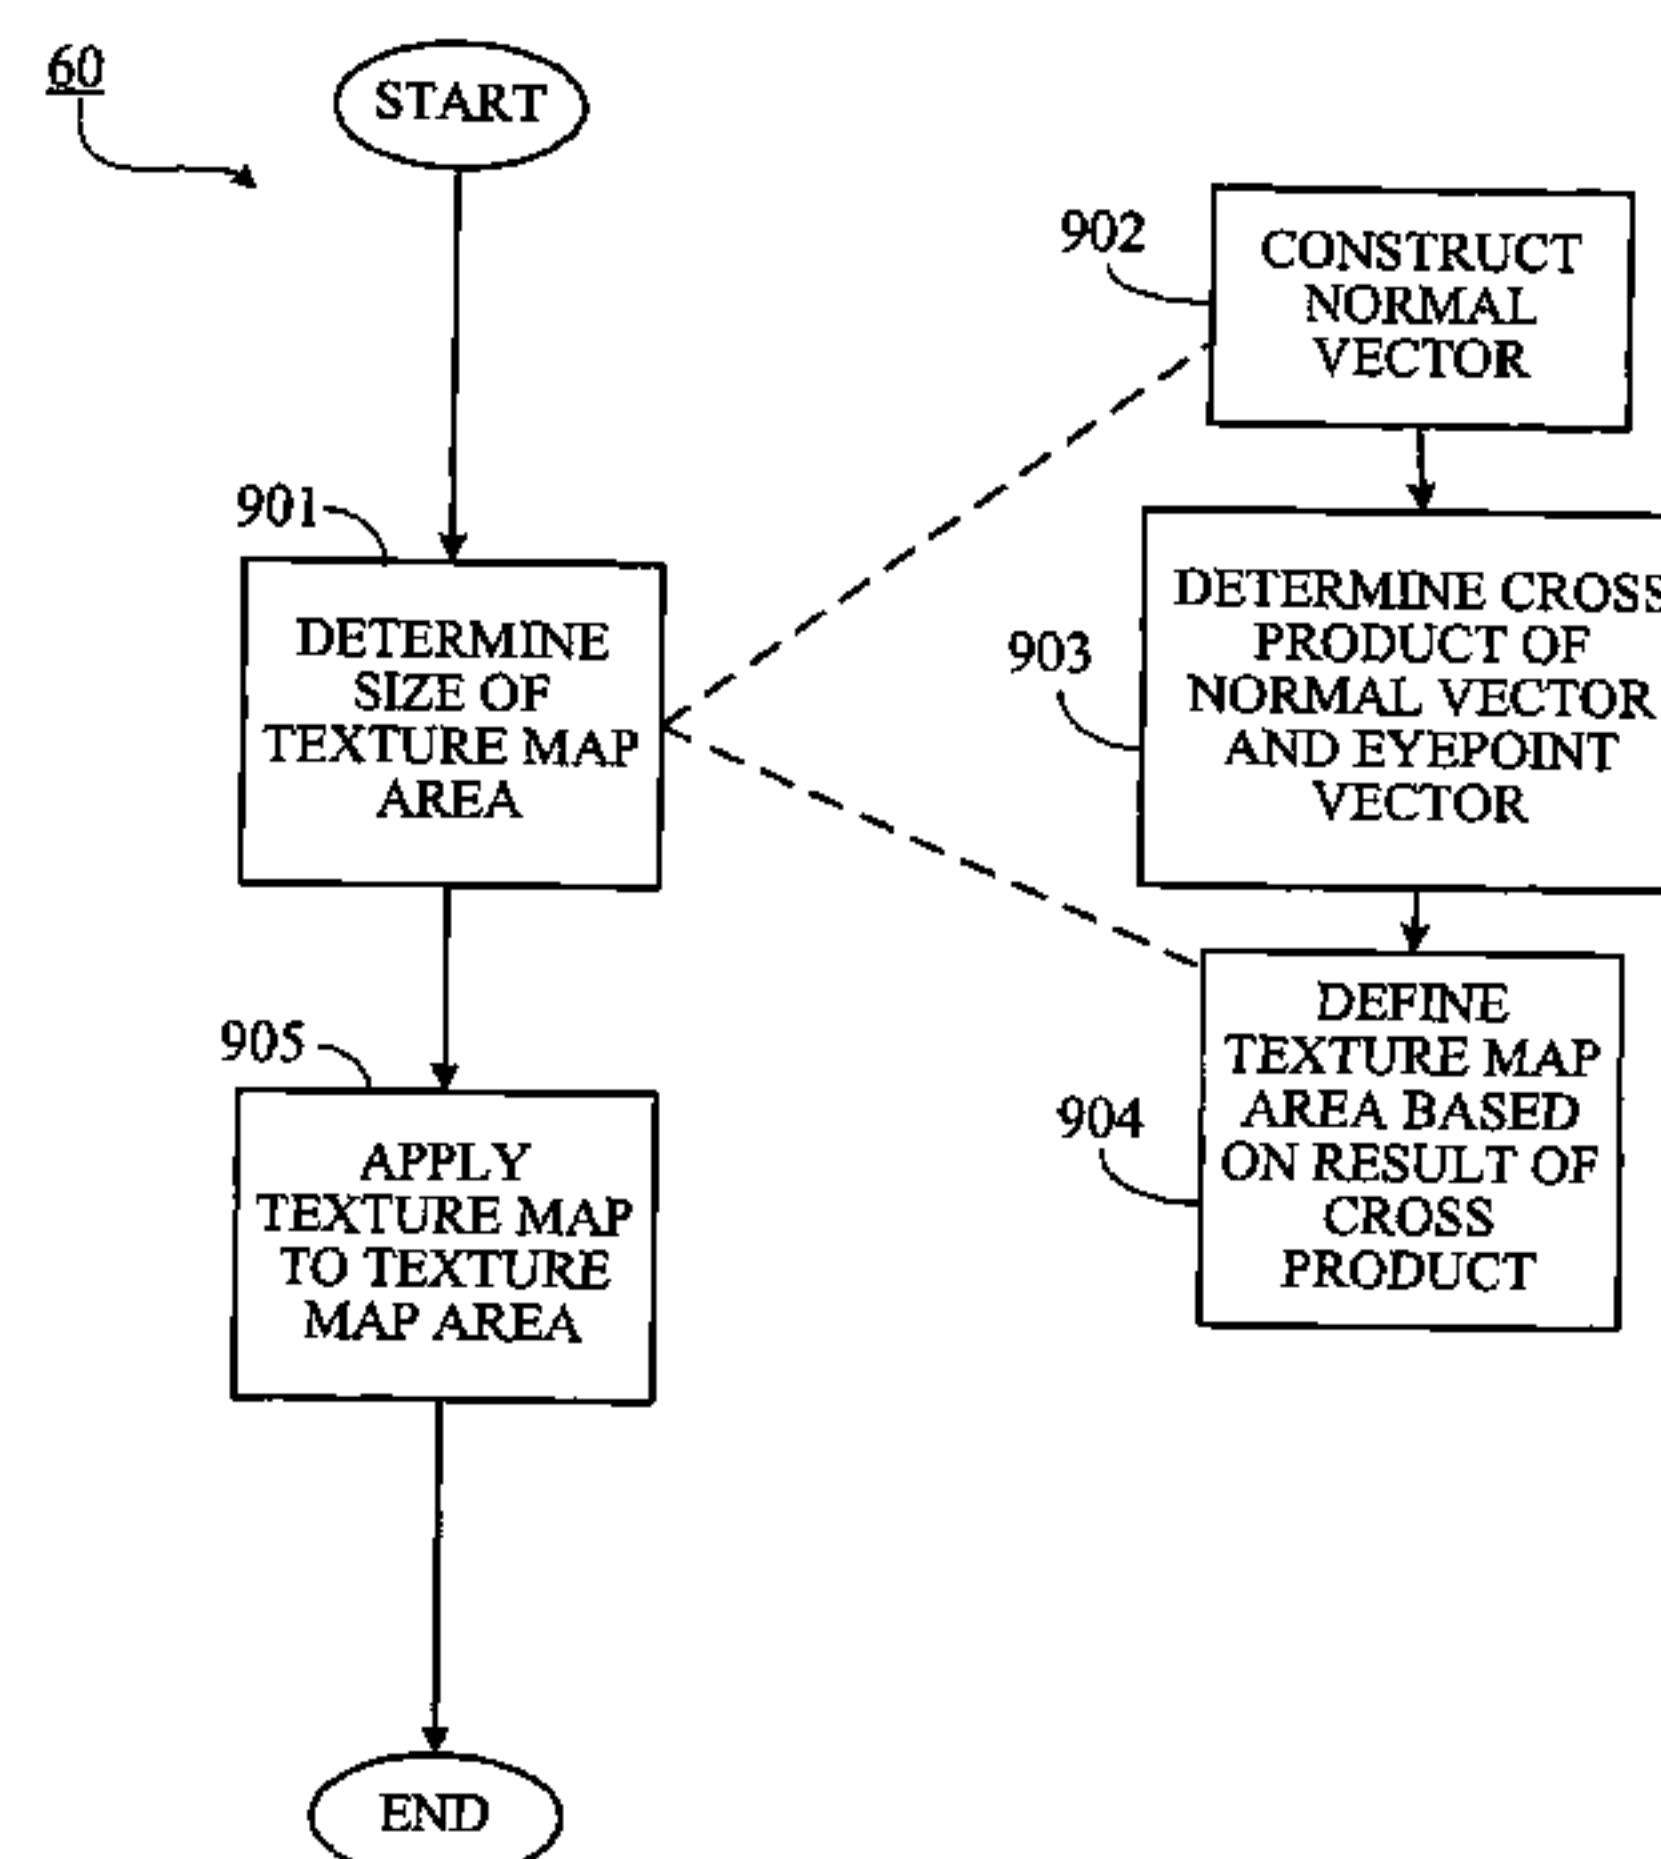 60
START
901
DETERMINE
SIZE OF
TEXTURE MAP
AREA
905
APPLY
TEXTURE MAP
TO TEXTURE
MAP AREA
END
902
CONSTRUCT
NORMAL
VECTOR
903
DETERMINE CROSS
PRODUCT OF
NORMAL VECTOR
AND EYEPOINT
VECTOR
904
DEFINE
TEXTURE MAP
AREA BASED
ON RESULT OF
CROSS
PRODUCT